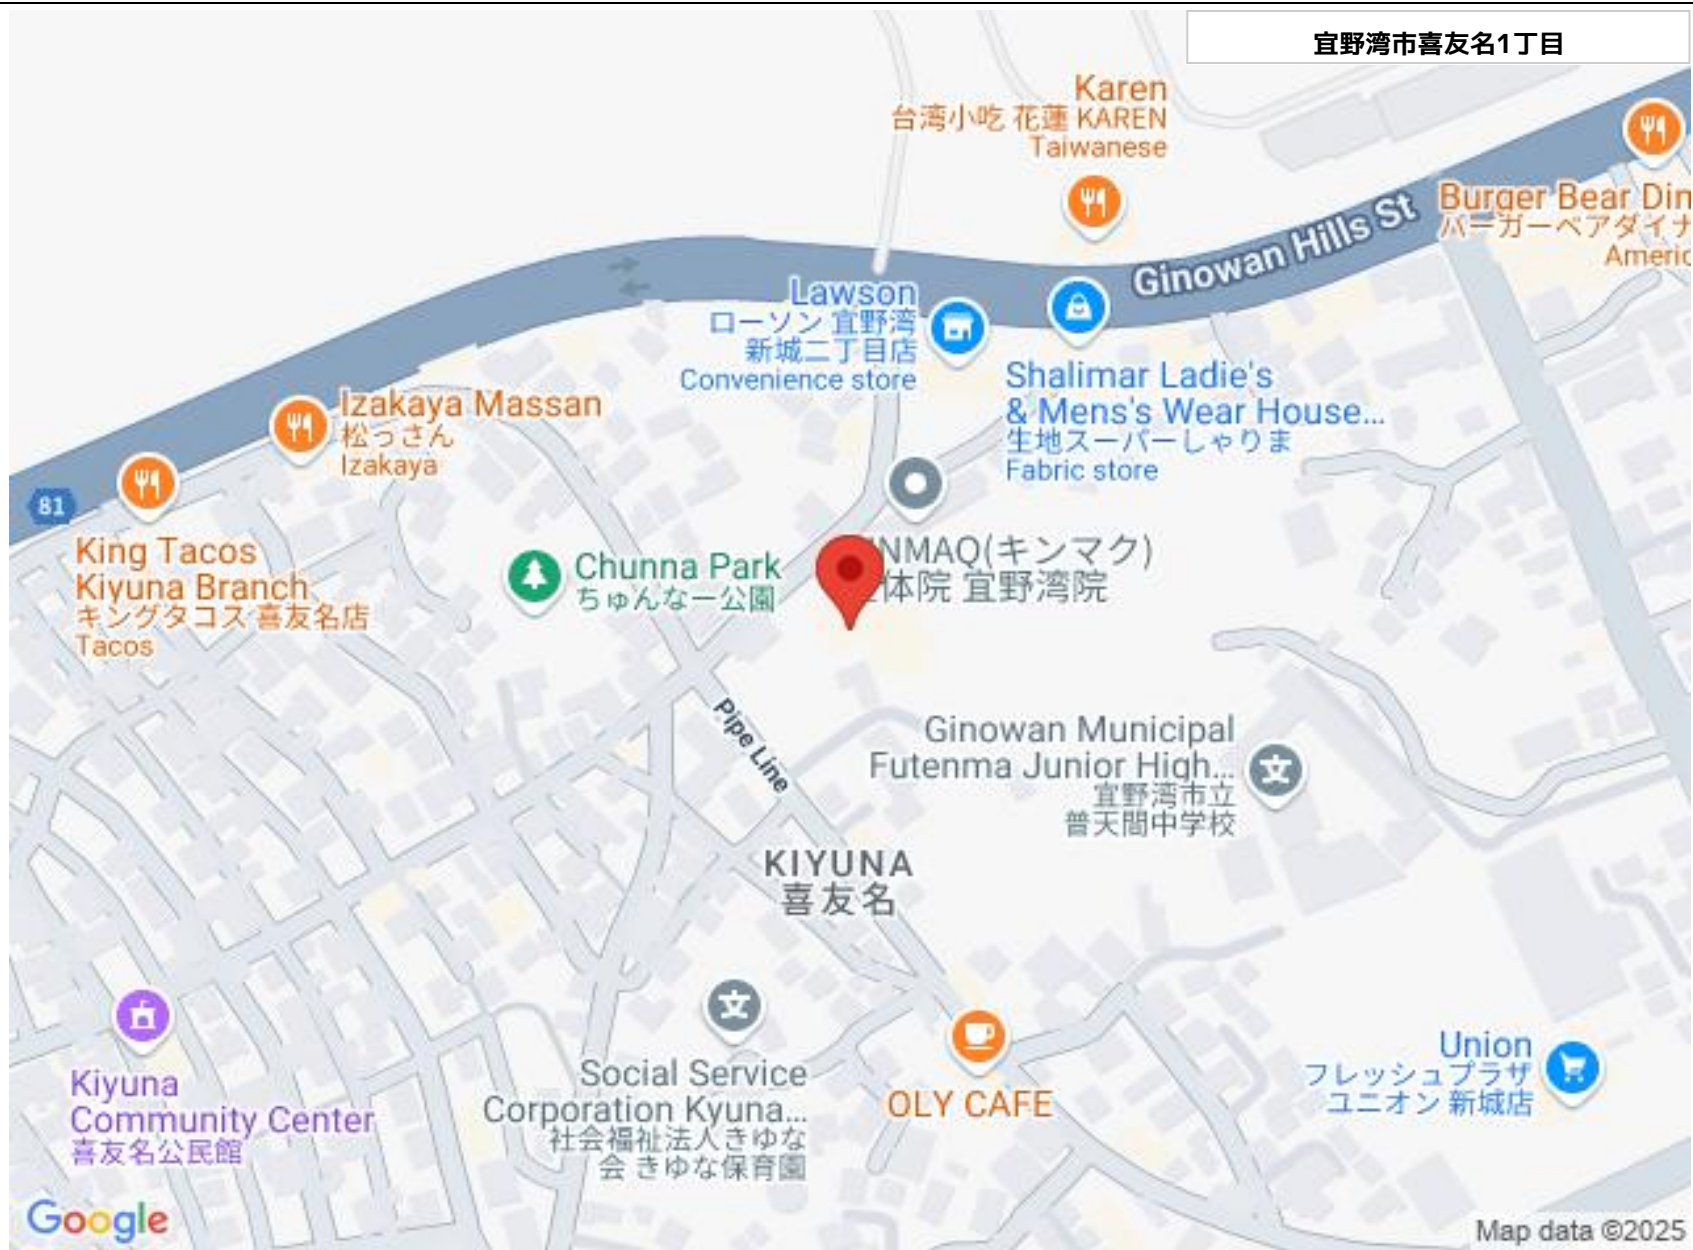 宜野湾市喜友名1丁目
Karen
台湾小吃 花蓮 KAREN
Taiwanese
Burger Bear Din
バーガーベアダイナ
Americ
Ginowan Hills St
Lawson
ローソン 宜野湾
新城二丁目店
Convenience store
Shalimar Ladie's
& Mens's Wear House...
生地スーパーしゃりま
Fabric store
Izakaya Massan
松っさん
Izakaya
81
King Tacos
Kiyuna Branch
キングタコス 喜友名店
Tacos
Chunna Park
ちゅんなー公園
NMAQ(キンマク)
体院 宜野湾院
Pipe Line
Ginowan Municipal
Futenma Junior High...
宜野湾市立
普天間中学校
文
KIYUNA
喜友名
文
Social Service
Corporation Kyuna...
社会福祉法人きゆな
会 きゆな保育園
OLY CAFE
Union
フレッシュプラザ
ユニオン 新城店
Kiyuna
Community Center
喜友名公民館
Google
Map data ©2025